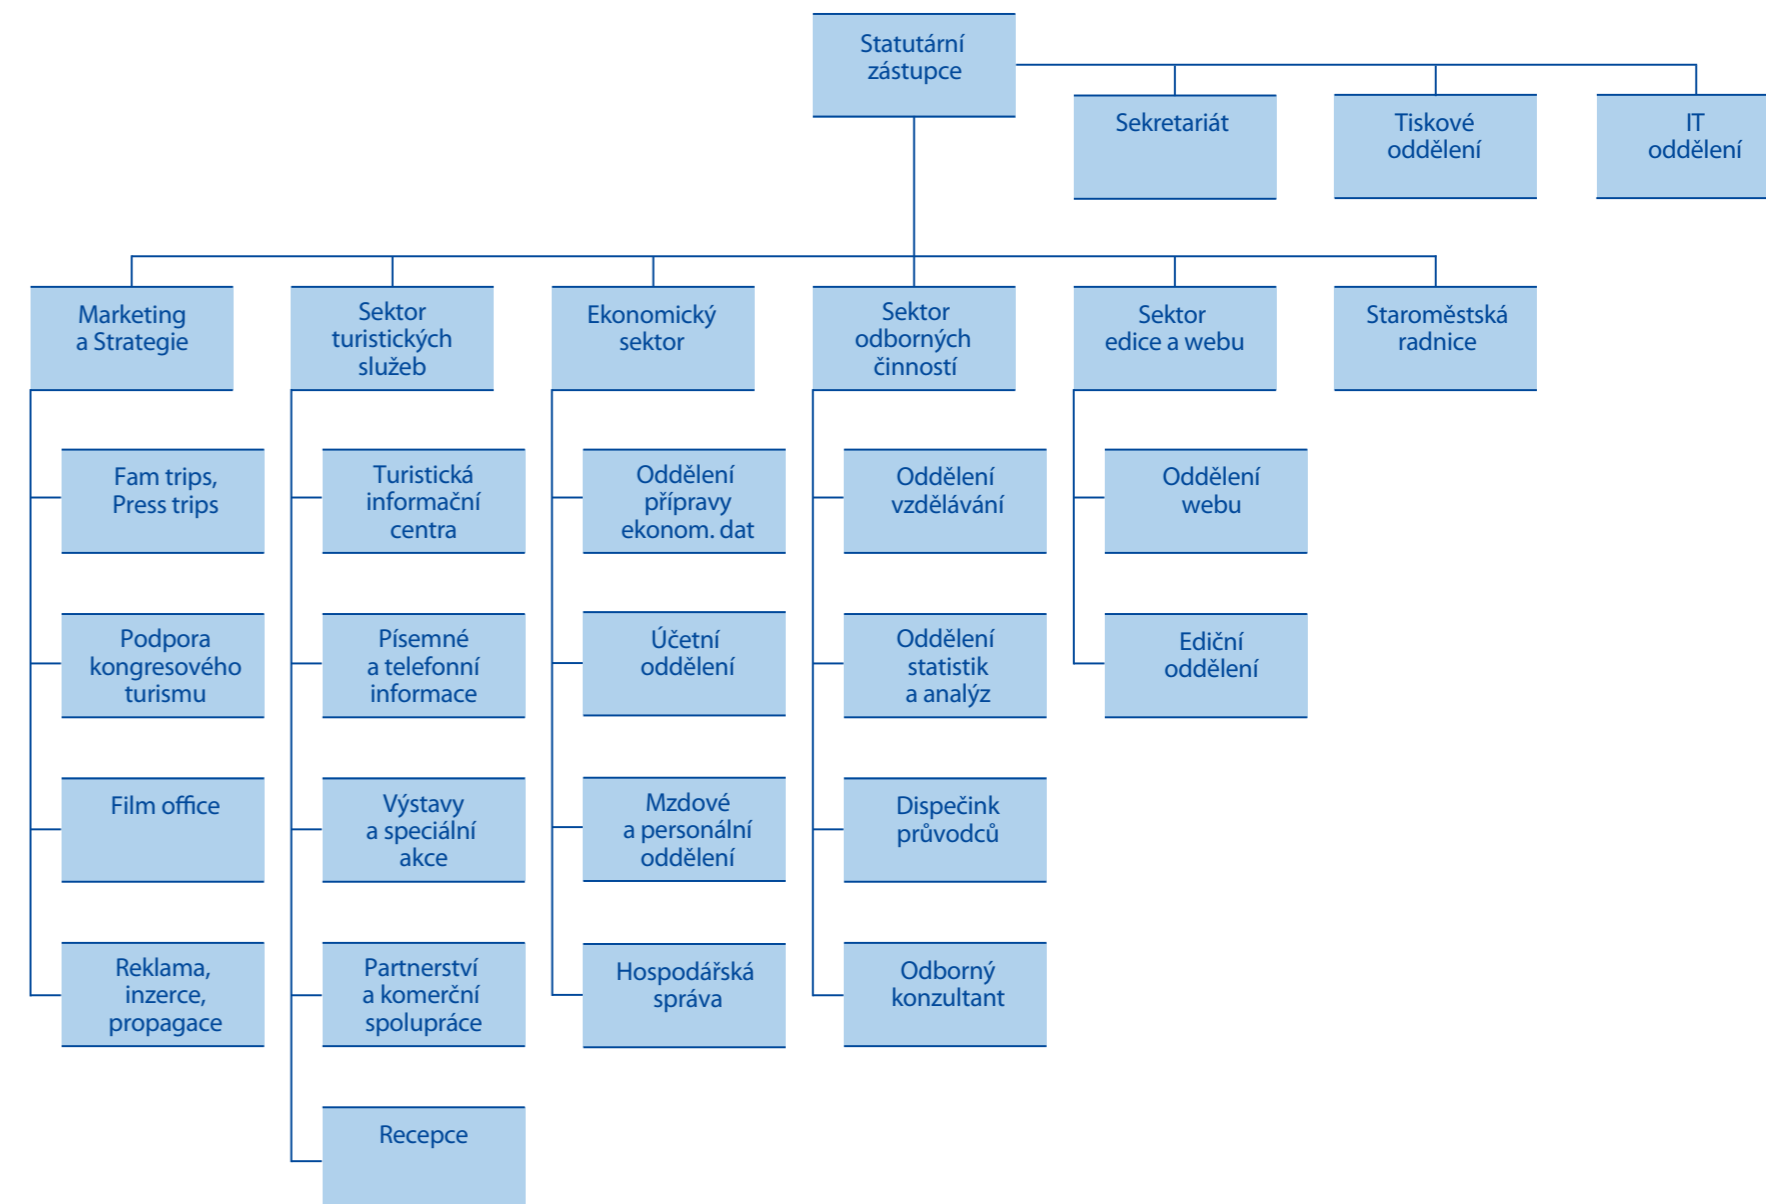 Statutární
zástupce
Sekretariát
Tiskové
oddělení
IT
oddělení
Marketing
a Strategie
Sektor
turistických
služeb
Ekonomický
sektor
Sektor
odborných
činností
Sektor
edice a webu
Staroměstská
radnice
Fam trips,
Press trips
Podpora
kongresového
turismu
Film office
Reklama,
inzerce,
propagace
Turistická
informační
centra
Písemné
a telefonní
informace
Výstavy
a speciální
akce
Partnerství
a komerční
spolupráce
Recepce
Oddělení
přípravy
ekonom. dat
Účetní
oddělení
Mzdové
a personální
oddělení
Hospodářská
správa
Oddělení
vzdělávání
Oddělení
statistik
a analýz
Dispečink
průvodců
Odborný
konzultant
Oddělení
webu
Ediční
oddělení